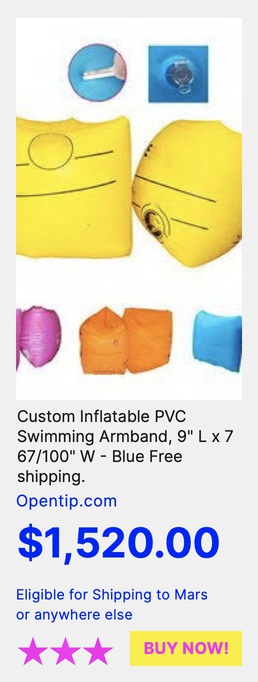 Custom Inflatable PVC
Swimming Armband, 9" L x 7
67/100" W - Blue Free
shipping.
Opentip.com
$1,520.00
Eligible for Shipping to Mars
or anywhere else
BUY NOW!